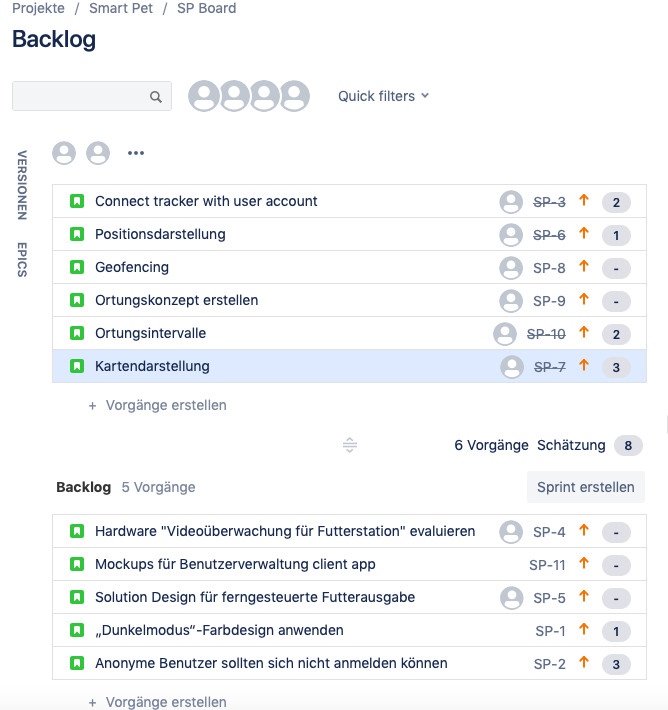 Projekte / Smart Pet / SP Board
Backlog
Quick filters
VERSIONEN
EPICS
Connect tracker with user account SP-3 2
Positionsdarstellung SP-6 1
Geofencing SP-8 -
Ortungskonzept erstellen SP-9 -
Ortungsintervalle SP-10 2
Kartendarstellung SP-7 3
+ Vorgänge erstellen
6 Vorgänge Schätzung 8
Backlog 5 Vorgänge Sprint erstellen
Hardware "Videoüberwachung für Futterstation" evaluieren SP-4 -
Mockups für Benutzerverwaltung client app SP-11 -
Solution Design für ferngesteuerte Futterausgabe SP-5 -
„Dunkelmodus“-Farbdesign anwenden SP-1 1
Anonyme Benutzer sollten sich nicht anmelden können SP-2 3
+ Vorgänge erstellen